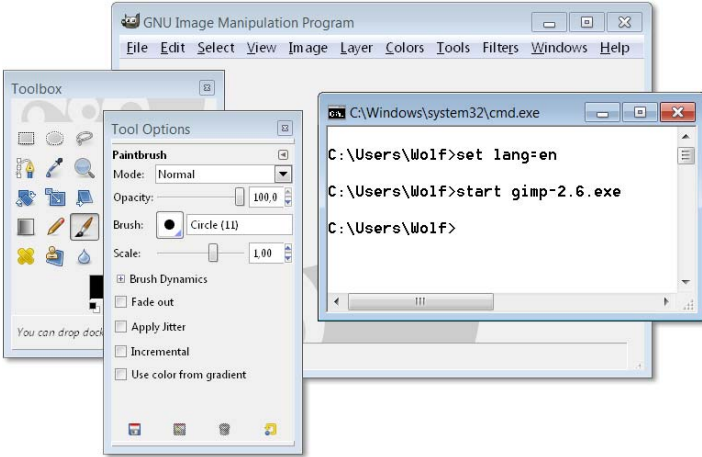 GNU Image Manipulation Program
File Edit Select View Image Layer Colors Tools Filters Windows Help
Toolbox
You can drop dock
Tool Options
Paintbrush
Mode: Normal
Opacity: 100,0
Brush: Circle (11)
Scale: 1,00
Brush Dynamics
Fade out
Apply Jitter
Incremental
Use color from gradient
C:\Windows\system32\cmd.exe
C:\Users\Wolf>set lang=en
C:\Users\Wolf>start gimp-2.6.exe
C:\Users\Wolf>